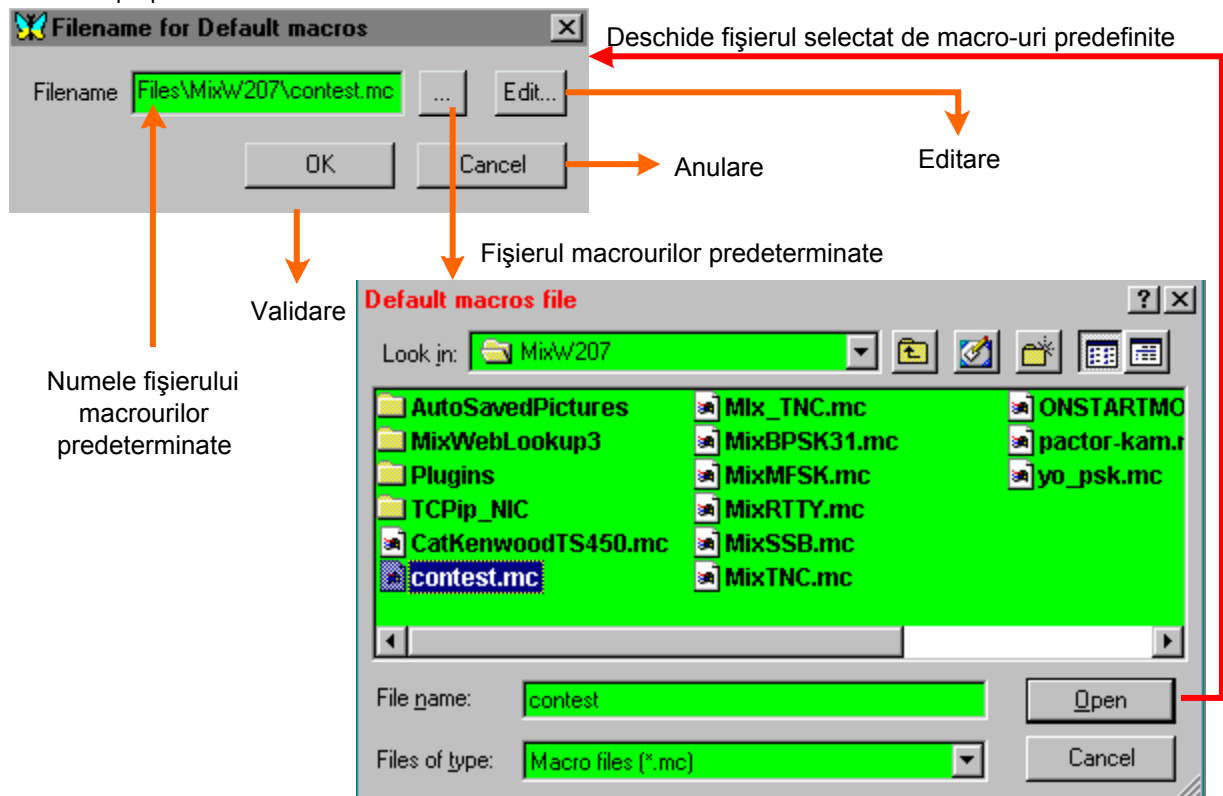 Filename for Default macros
Deschide fişierul selectat de macro-uri predefinite
Filename Files\MixW207\contest.mc ... Edit...
OK Cancel
Anulare
Editare
Fişierul macrourilor predeterminate
Validare
Numele fişierului
macrourilor
predeterminate
Default macros file
Look in: MixW207
AutoSavedPictures
MixWebLookup3
Plugins
TCPip_NIC
CatKenwoodTS450.mc
contest.mc
MIx_TNC.mc
MixBPSK31.mc
MixMFSK.mc
MixRTTY.mc
MixSSB.mc
MixTNC.mc
ONSTARTMO
pactor-kam.r
yo_psk.mc
File name: contest Open
Files of type: Macro files (*.mc) Cancel